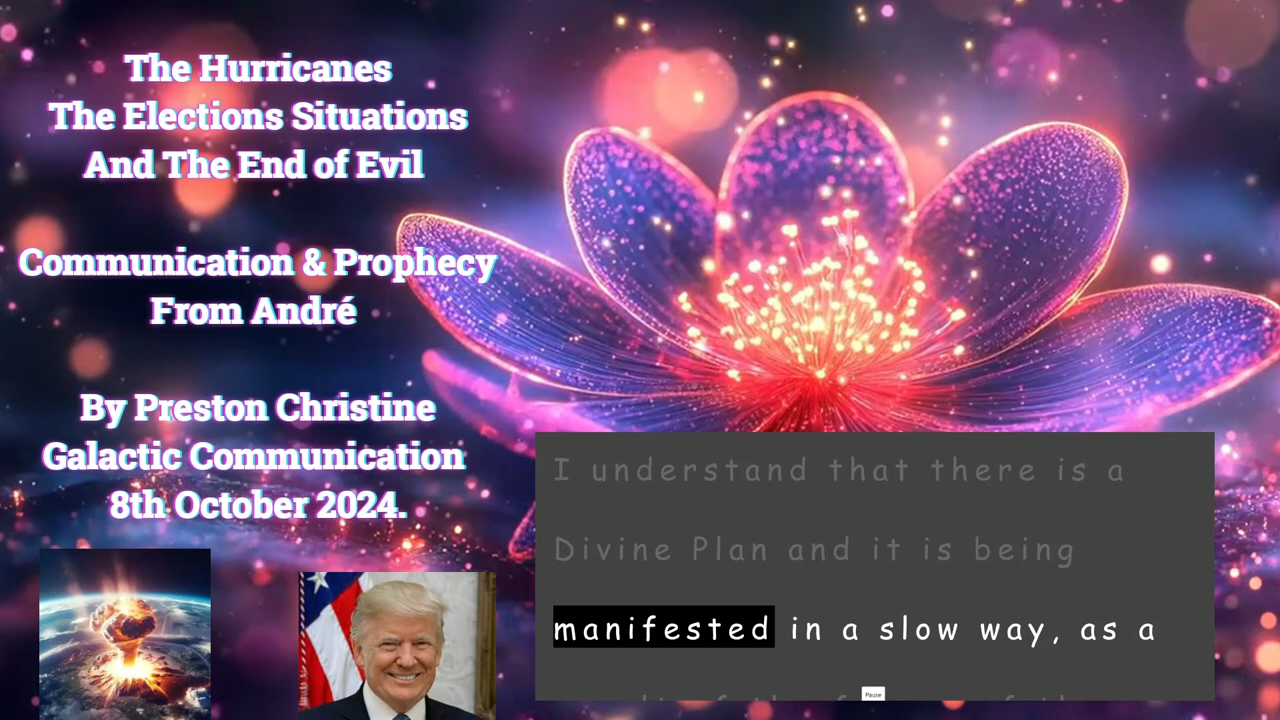 The Hurricanes
The Elections Situations
And The End of Evil
Communication & Prophecy
From André
By Preston Christine
Galactic Communication
8th October 2024.
I understand that there is a
Divine Plan and it is being
manifested in a slow way, as a
Pause